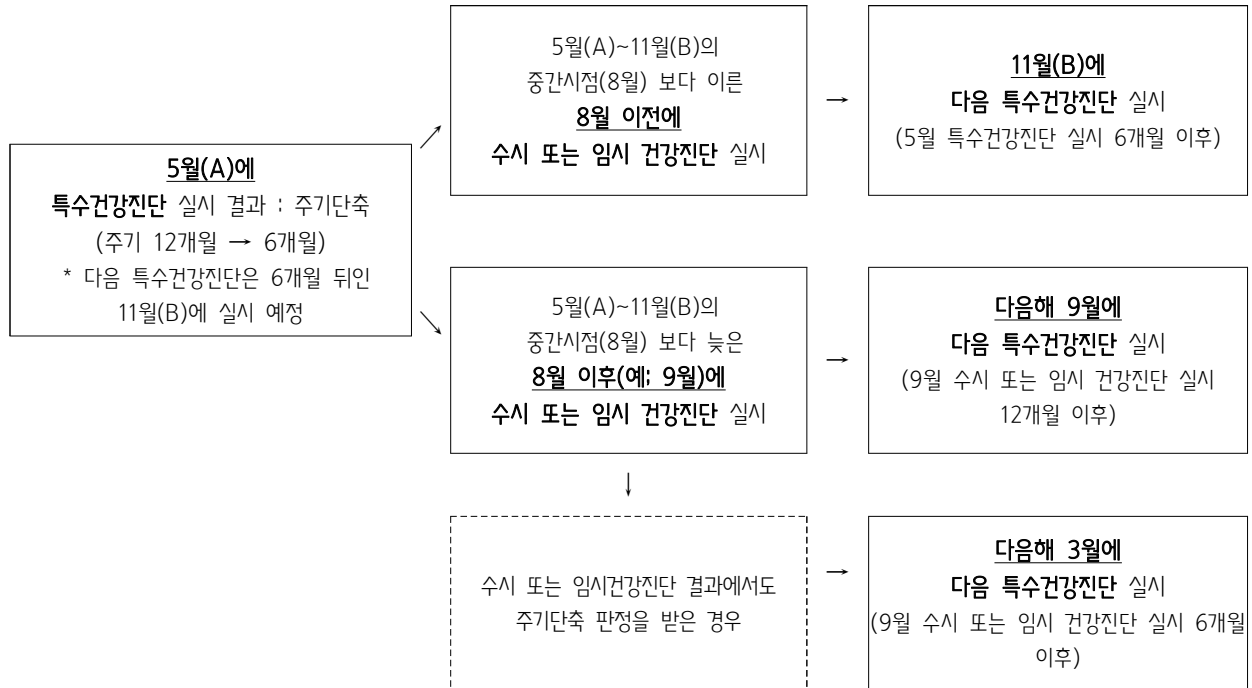 5월(A)에
특수건강진단 실시 결과 : 주기단축
(주기 12개월 → 6개월)
* 다음 특수건강진단은 6개월 뒤인
11월(B)에 실시 예정
5월(A)~11월(B)의
중간시점(8월) 보다 이른
8월 이전에
수시 또는 임시 건강진단 실시
11월(B)에
다음 특수건강진단 실시
(5월 특수건강진단 실시 6개월 이후)
5월(A)~11월(B)의
중간시점(8월) 보다 늦은
8월 이후(예; 9월)에
수시 또는 임시 건강진단 실시
다음해 9월에
다음 특수건강진단 실시
(9월 수시 또는 임시 건강진단 실시
12개월 이후)
수시 또는 임시건강진단 결과에서도
주기단축 판정을 받은 경우
다음해 3월에
다음 특수건강진단 실시
(9월 수시 또는 임시 건강진단 실시 6개월
이후)